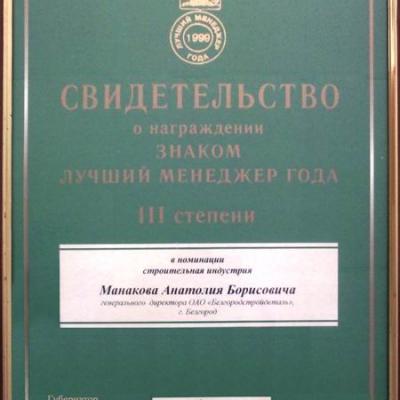 ЛУЧШИЙ МЕНЕДЖЕР
1999
ГОДА
СВИДЕТЕЛЬСТВО
о награждении
ЗНАКОМ
ЛУЧШИЙ МЕНЕДЖЕР ГОДА
III степени
в номинации
строительная индустрия
Манакова Анатолия Борисовича
генерального директора ОАО «Белгородстройдеталь»,
г. Белгород
Губернатор